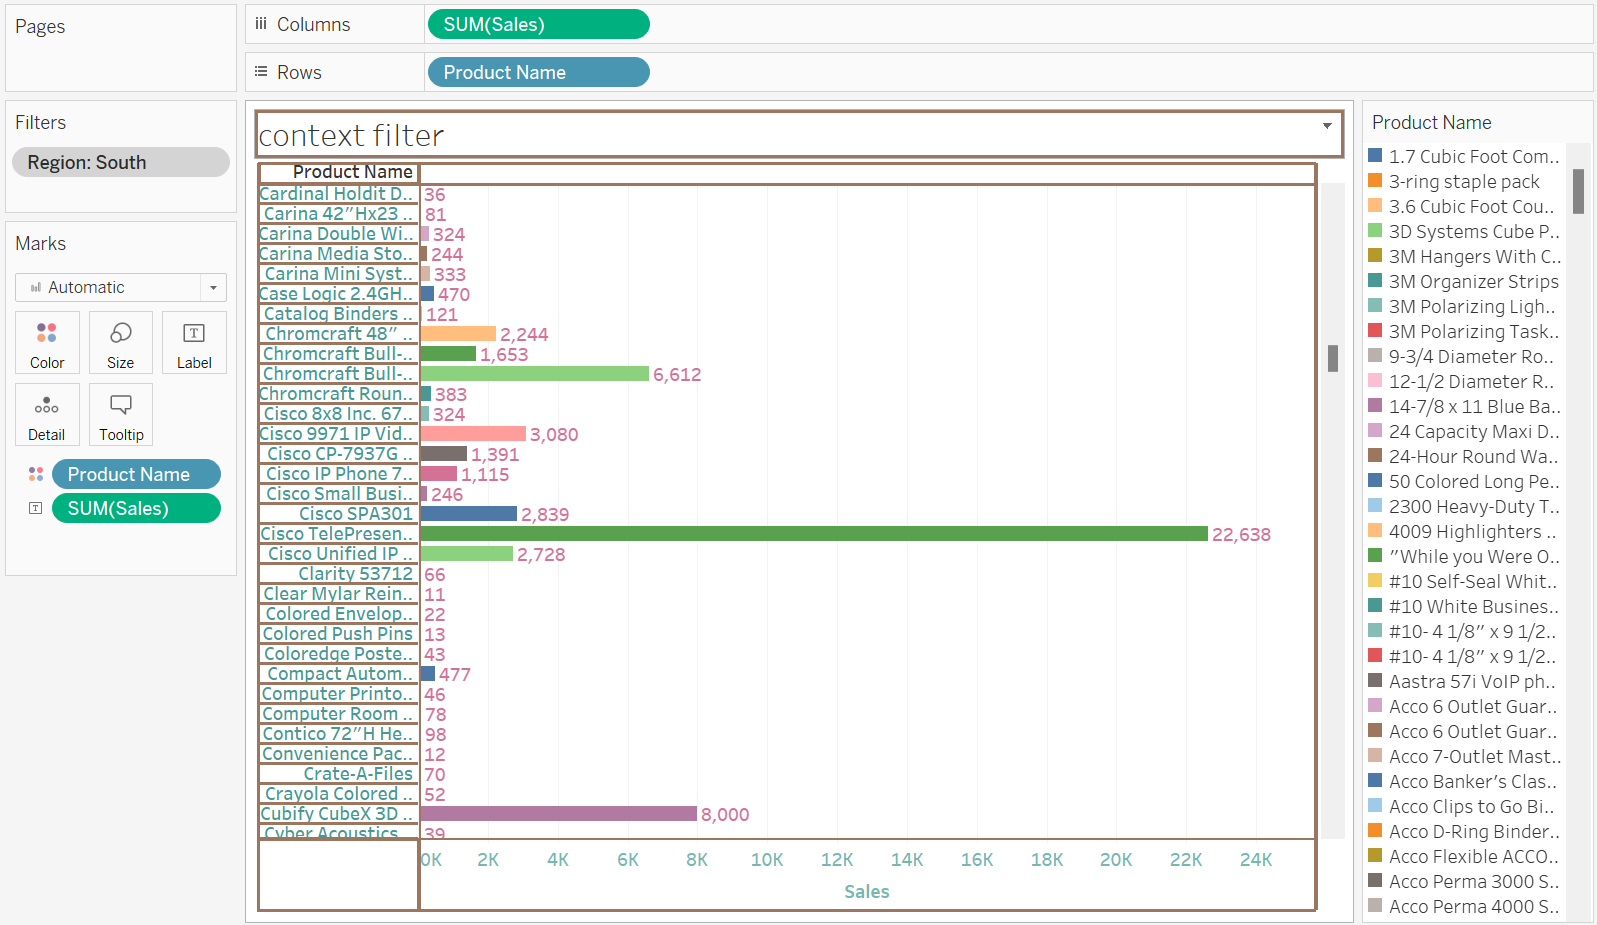 Pages
Columns
SUM(Sales)
Rows
Product Name
Filters
Region: South
Marks
Automatic
Color
Size
Label
Detail
Tooltip
Product Name
SUM(Sales)
context filter
Product Name
Cardinal Holdit D.. 36
Carina 42"Hx23 .. 81
Carina Double Wi.. 324
Carina Media Sto.. 244
Carina Mini Syst.. 333
Case Logic 2.4GH.. 470
Catalog Binders .. 121
Chromcraft 48" .. 2,244
Chromcraft Bull-.. 1,653
Chromcraft Bull-.. 6,612
Chromcraft Roun.. 383
Cisco 8x8 Inc. 67.. 324
Cisco 9971 IP Vid.. 3,080
Cisco CP-7937G .. 1,391
Cisco IP Phone 7.. 1,115
Cisco Small Busi.. 246
Cisco SPA301 2,839
Cisco TelePresen.. 22,638
Cisco Unified IP .. 2,728
Clarity 53712 66
Clear Mylar Rein.. 11
Colored Envelop.. 22
Colored Push Pins 13
Coloredge Poste.. 43
Compact Autom.. 477
Computer Printo.. 46
Computer Room .. 78
Contico 72"H He.. 98
Convenience Pac.. 12
Crate-A-Files 70
Crayola Colored .. 52
Cubify CubeX 3D .. 8,000
Cyber Acoustics .. 39
0K 2K 4K 6K 8K 10K 12K 14K 16K 18K 20K 22K 24K
Sales
Product Name
1.7 Cubic Foot Com..
3-ring staple pack
3.6 Cubic Foot Cou..
3D Systems Cube P..
3M Hangers With C..
3M Organizer Strips
3M Polarizing Ligh..
3M Polarizing Task..
9-3/4 Diameter Ro..
12-1/2 Diameter R..
14-7/8 x 11 Blue Ba..
24 Capacity Maxi D..
24-Hour Round Wa..
50 Colored Long Pe..
2300 Heavy-Duty T..
4009 Highlighters ..
"While you Were O..
#10 Self-Seal Whit..
#10 White Busines..
#10- 4 1/8" x 9 1/2..
#10- 4 1/8" x 9 1/2..
Aastra 57i VoIP ph..
Acco 6 Outlet Guar..
Acco 6 Outlet Guar..
Acco 7-Outlet Mast..
Acco Banker's Clas..
Acco Clips to Go Bi..
Acco D-Ring Binder..
Acco Flexible ACCO..
Acco Perma 3000 S..
Acco Perma 4000 S..